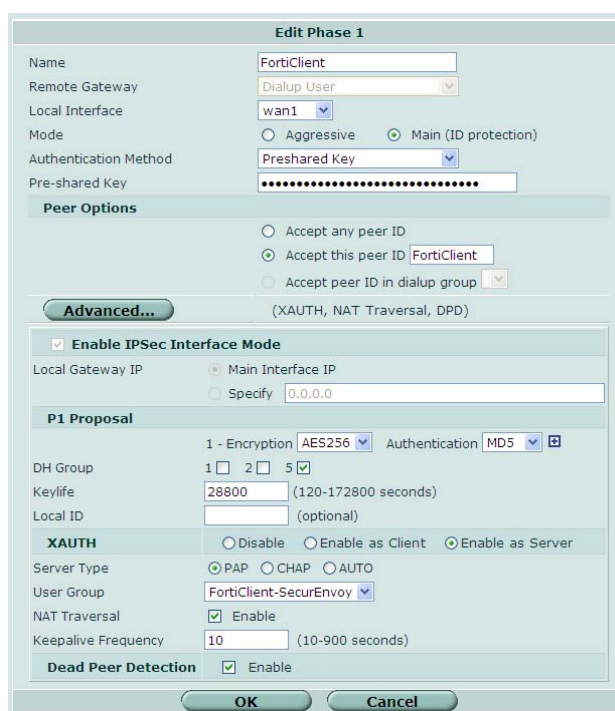 Edit Phase 1
Name FortiClient
Remote Gateway Dialup User
Local Interface wan1
Mode Aggressive Main (ID protection)
Authentication Method Preshared Key
Pre-shared Key ••••••••••••••••••••••••••••••
Peer Options
Accept any peer ID
Accept this peer ID FortiClient
Accept peer ID in dialup group
Advanced... (XAUTH, NAT Traversal, DPD)
Enable IPSec Interface Mode
Local Gateway IP Main Interface IP
Specify 0.0.0.0
P1 Proposal
1 - Encryption AES256 Authentication MD5
DH Group 1 2 5
Keylife 28800 (120-172800 seconds)
Local ID (optional)
XAUTH Disable Enable as Client Enable as Server
Server Type PAP CHAP AUTO
User Group FortiClient-SecurEnvoy
NAT Traversal Enable
Keepalive Frequency 10 (10-900 seconds)
Dead Peer Detection Enable
OK Cancel